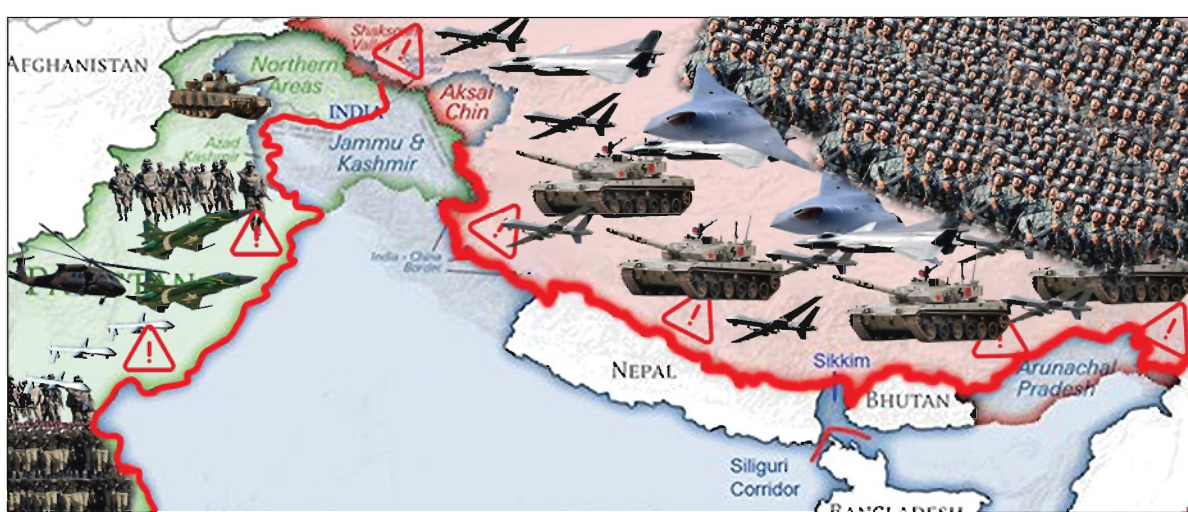 AFGHANISTAN
Northern
Areas
INDIA
Aksai
Chin
Jammu &
Kashmir
Azad
India - China
Border
NEPAL
Sikkim
BHUTAN
Arunachal
Pradesh
Siliguri
Corridor
BANGLADESH